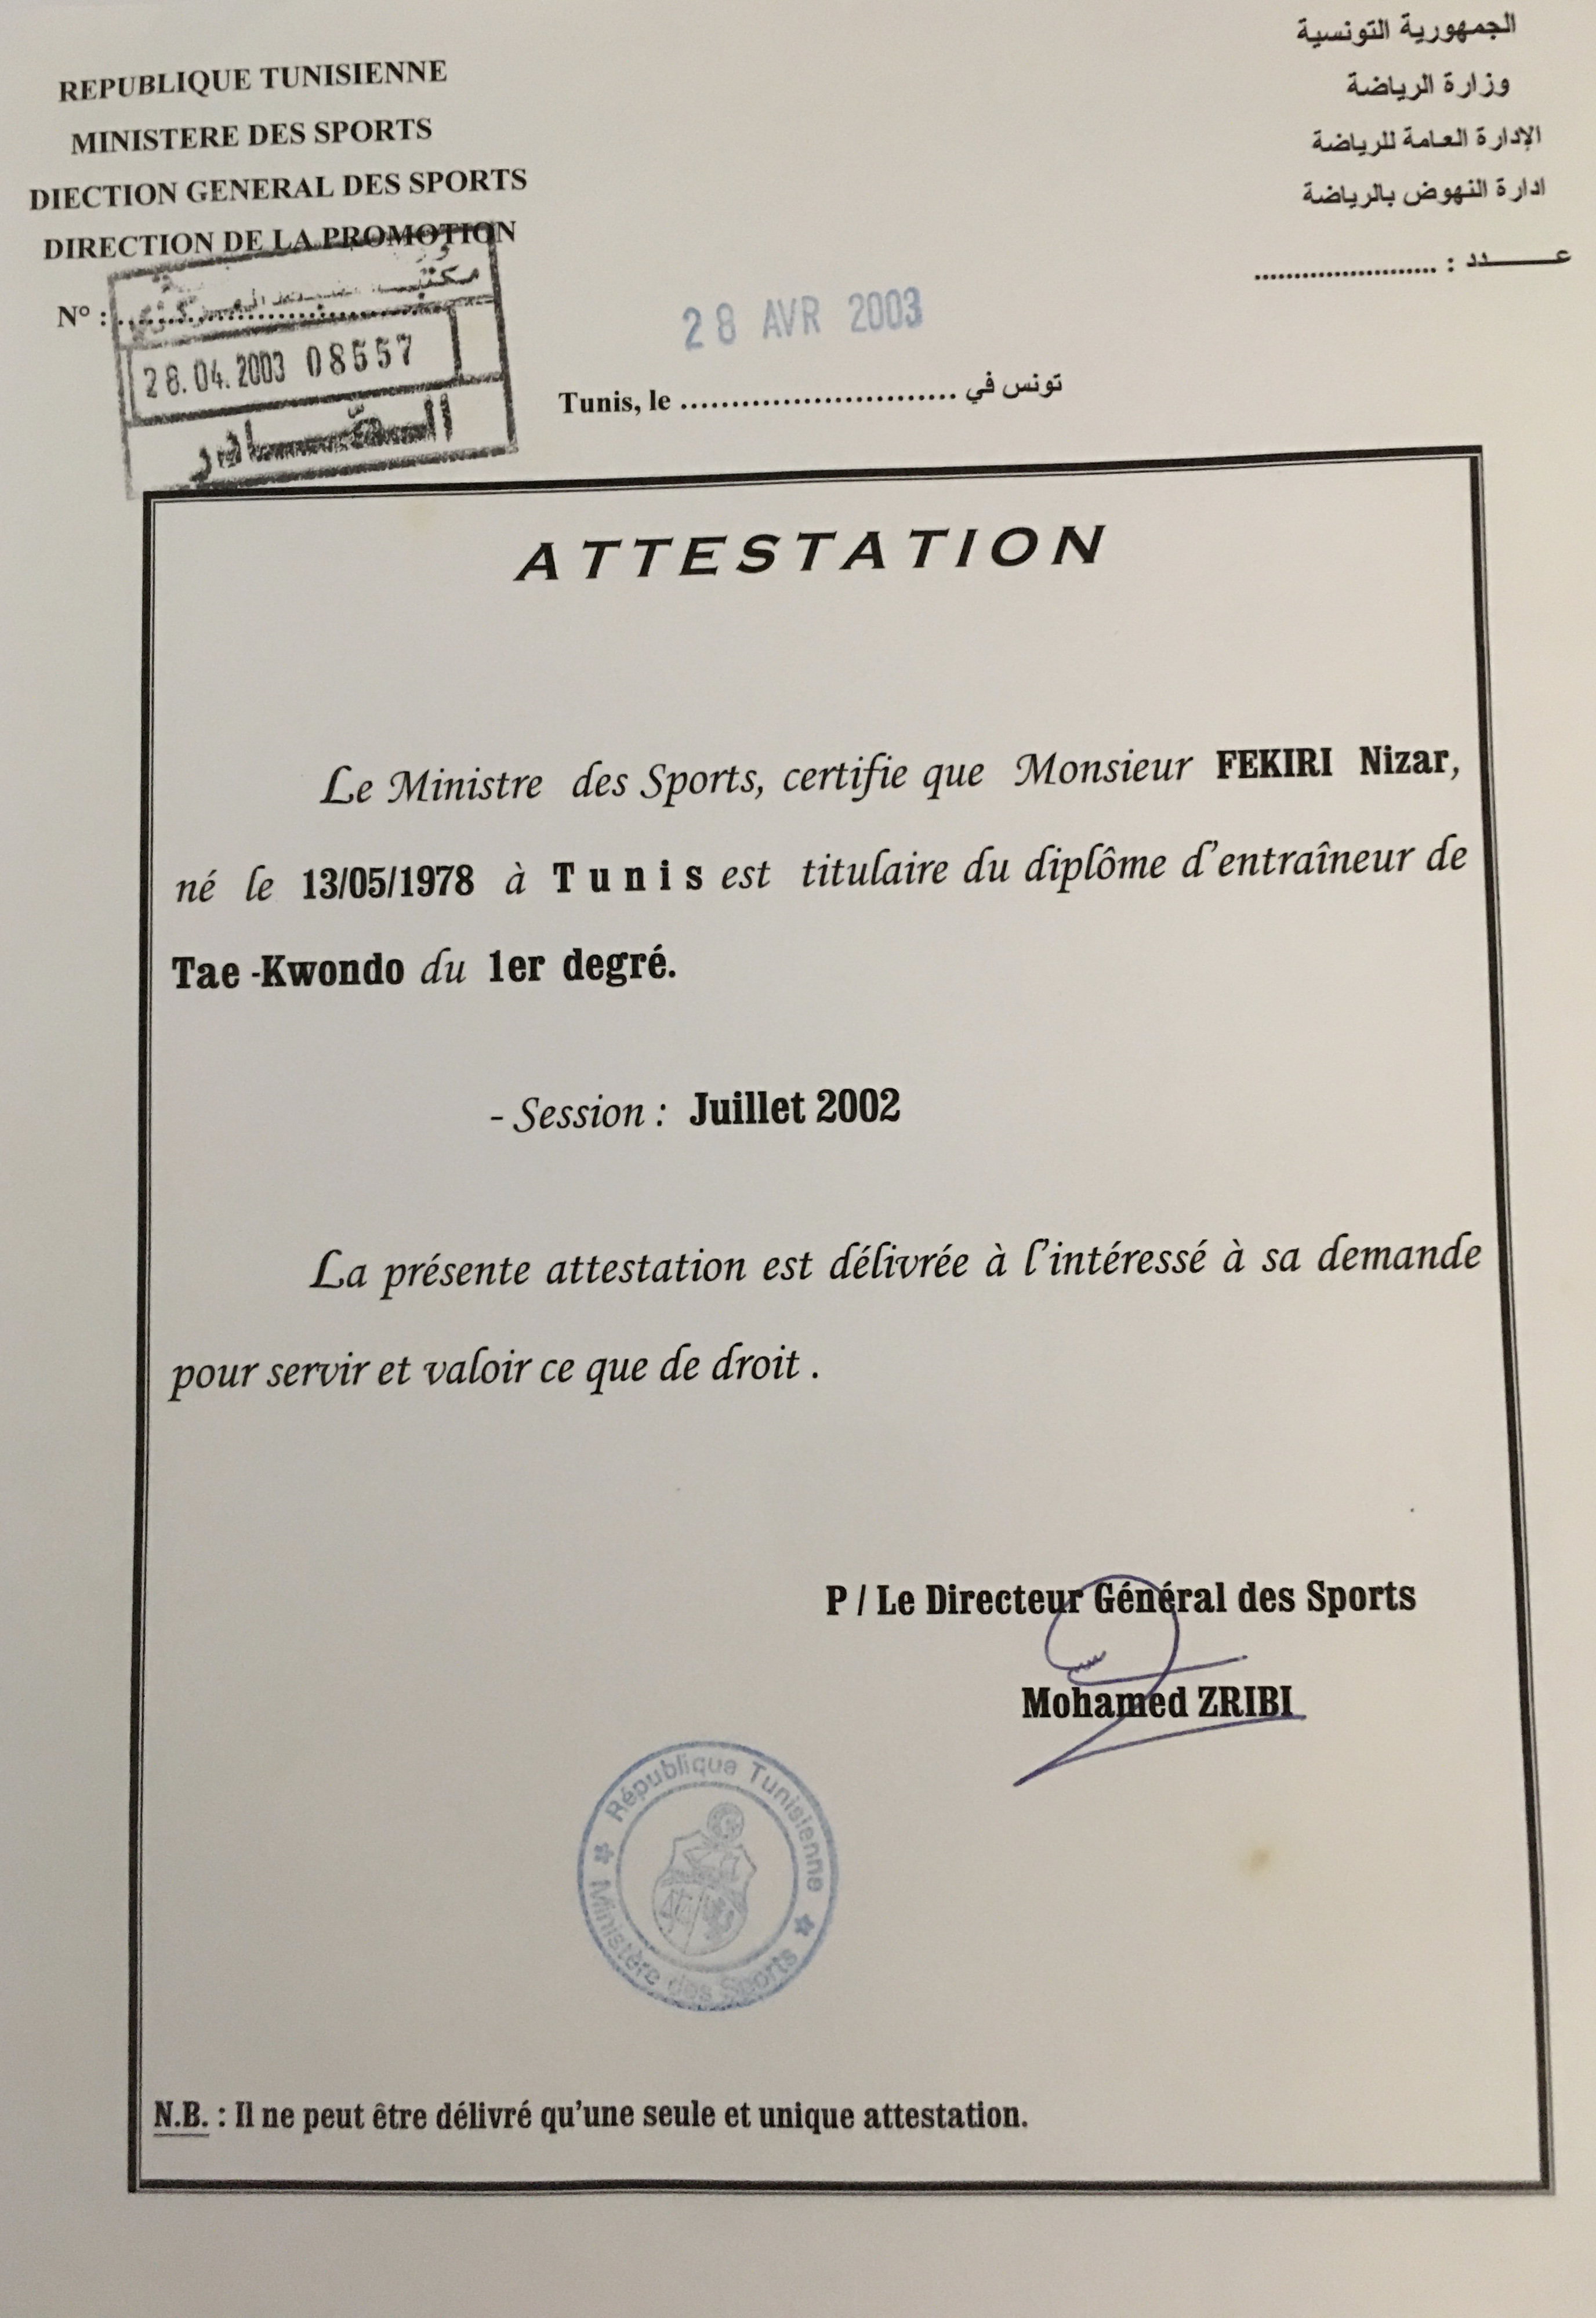 REPUBLIQUE TUNISIENNE
MINISTERE DES SPORTS
DIECTION GENERAL DES SPORTS
DIRECTION DE LA PROMOTION
N° :
الجمهورية التونسية
وزارة الرياضة
الإدارة العامة للرياضة
ادارة النهوض بالرياضة
عـــــدد : .......................
مكتب
28.04.2003 08557
28 AVR 2003
Tunis, le ........................... تونس في
ATTESTATION
Le Ministre des Sports, certifie que Monsieur FEKIRI Nizar,
né le 13/05/1978 à Tunis est titulaire du diplôme d'entraîneur de
Tae -Kwondo du 1er degré.
- Session : Juillet 2002
La présente attestation est délivrée à l'intéressé à sa demande
pour servir et valoir ce que de droit .
P / Le Directeur Général des Sports
Mohamed ZRIBI
République Tunisienne
Ministère des Sports
N.B. : Il ne peut être délivré qu'une seule et unique attestation.